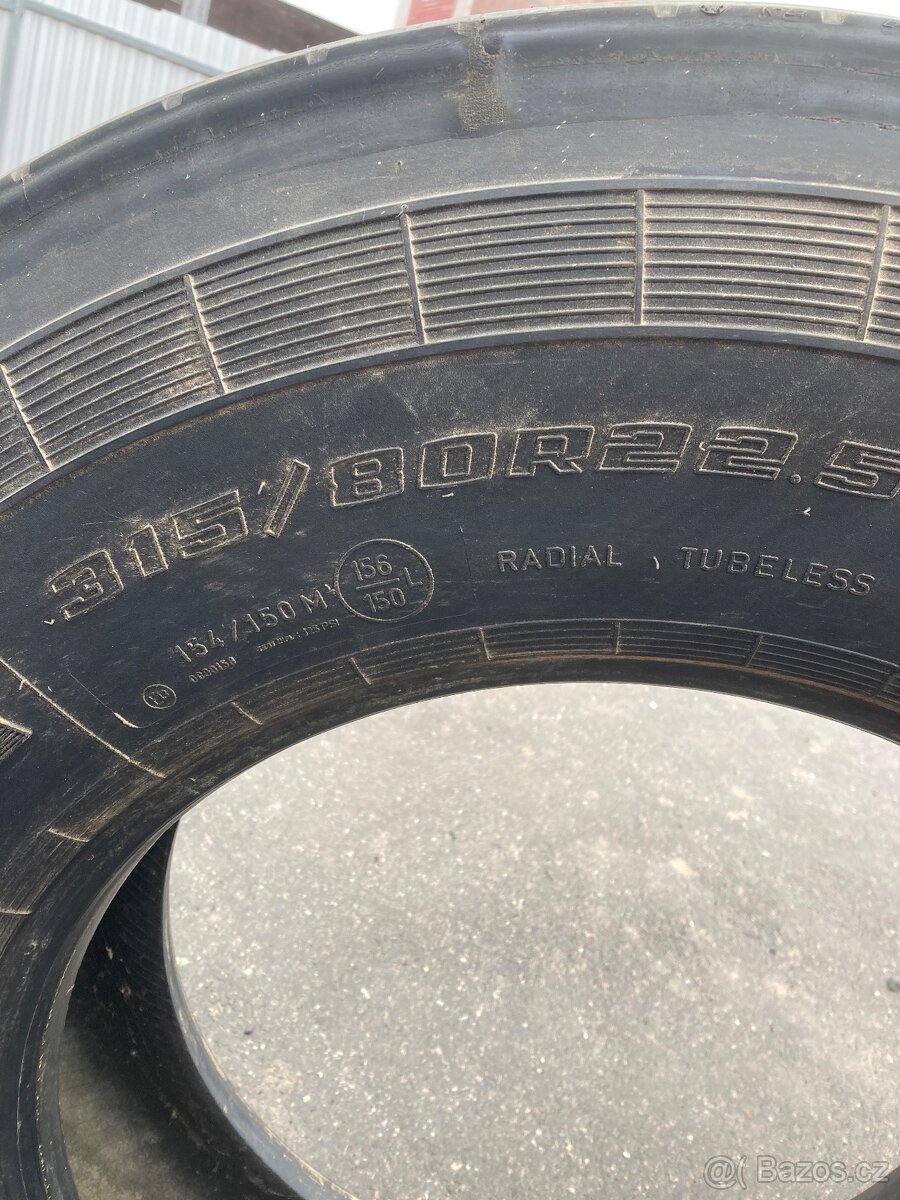 315/80R22.5
154/150 M
156
150 L
RADIAL TUBELESS
Bazos.cz